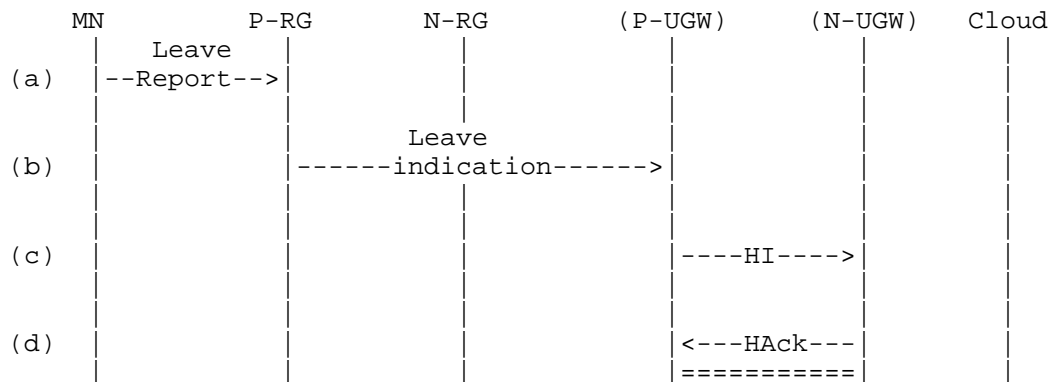 MN P-RG N-RG (P-UGW) (N-UGW) Cloud
Leave
(a) |--Report-->|
Leave
(b) |------indication------>|
(c) |----HI---->|
(d) |<---HAck---|
|===========|